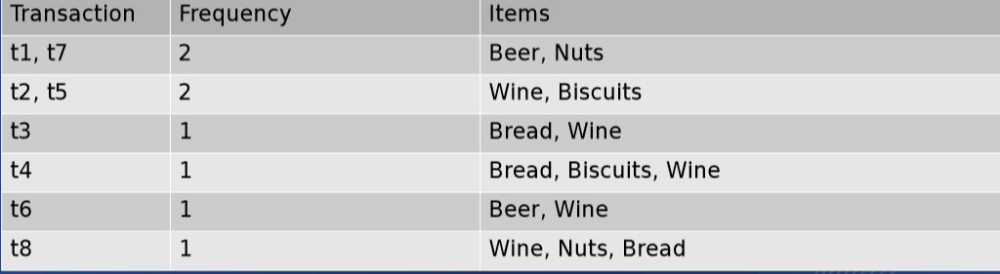 Transaction Frequency Items
t1, t7 2 Beer, Nuts
t2, t5 2 Wine, Biscuits
t3 1 Bread, Wine
t4 1 Bread, Biscuits, Wine
t6 1 Beer, Wine
t8 1 Wine, Nuts, Bread